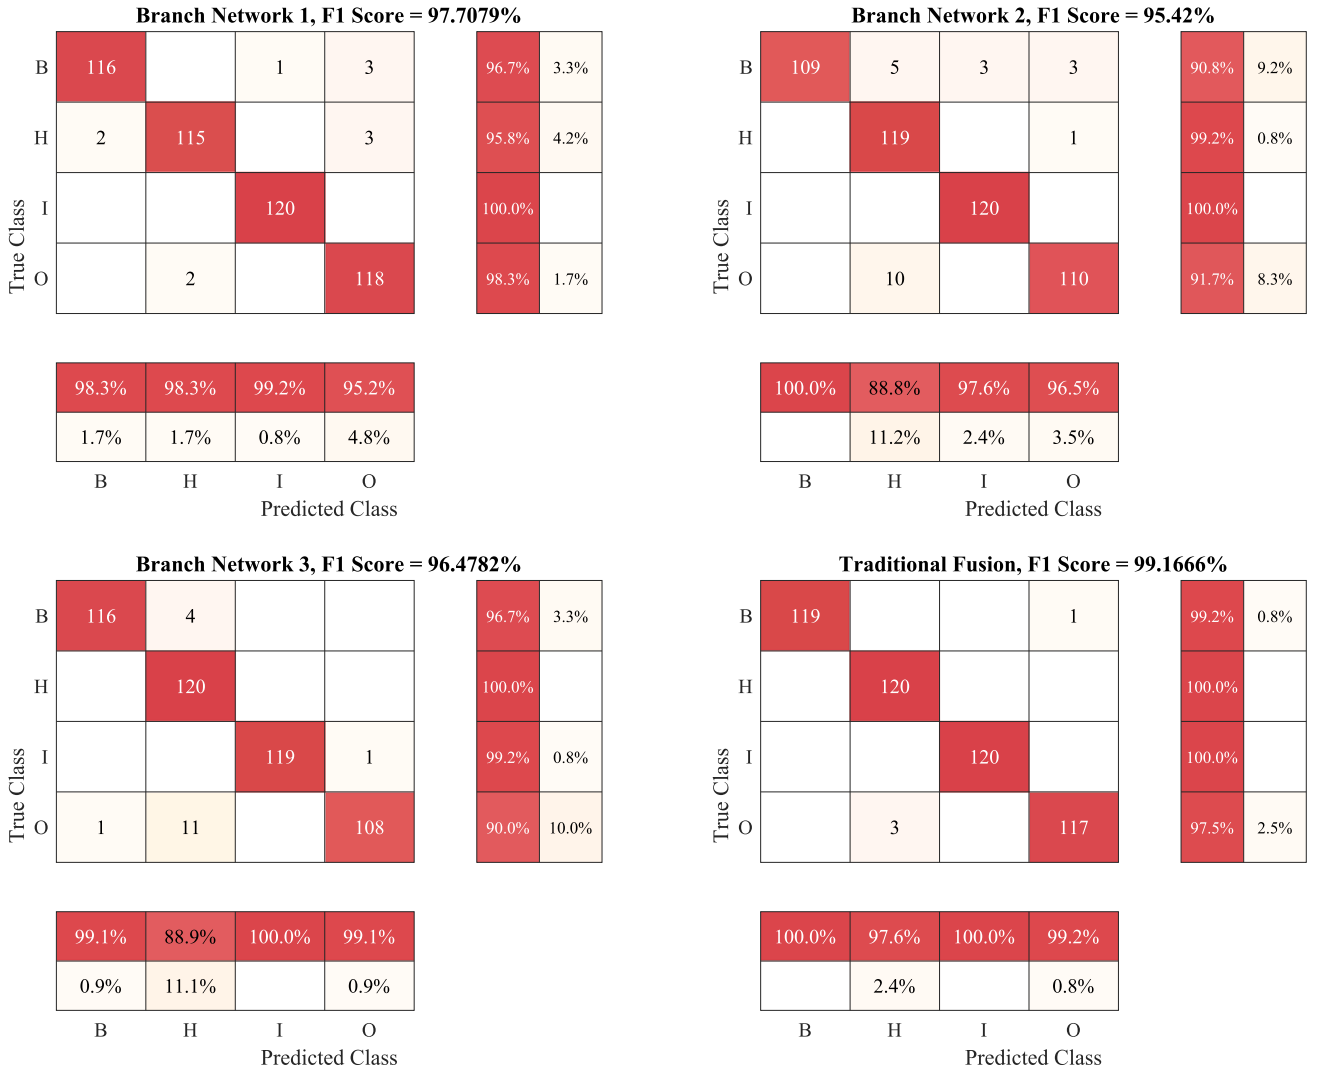 Branch Network 1, F1 Score = 97.7079%
B 116 1 3 96.7% 3.3%
H 2 115 3 95.8% 4.2%
I 120 100.0%
O 2 118 98.3% 1.7%
True Class
98.3% 98.3% 99.2% 95.2%
1.7% 1.7% 0.8% 4.8%
B H I O
Predicted Class
Branch Network 2, F1 Score = 95.42%
B 109 5 3 3 90.8% 9.2%
H 119 1 99.2% 0.8%
I 120 100.0%
O 10 110 91.7% 8.3%
True Class
100.0% 88.8% 97.6% 96.5%
11.2% 2.4% 3.5%
B H I O
Predicted Class
Branch Network 3, F1 Score = 96.4782%
B 116 4 96.7% 3.3%
H 120 100.0%
I 119 1 99.2% 0.8%
O 1 11 108 90.0% 10.0%
True Class
99.1% 88.9% 100.0% 99.1%
0.9% 11.1% 0.9%
B H I O
Predicted Class
Traditional Fusion, F1 Score = 99.1666%
B 119 1 99.2% 0.8%
H 120 100.0%
I 120 100.0%
O 3 117 97.5% 2.5%
True Class
100.0% 97.6% 100.0% 99.2%
2.4% 0.8%
B H I O
Predicted Class